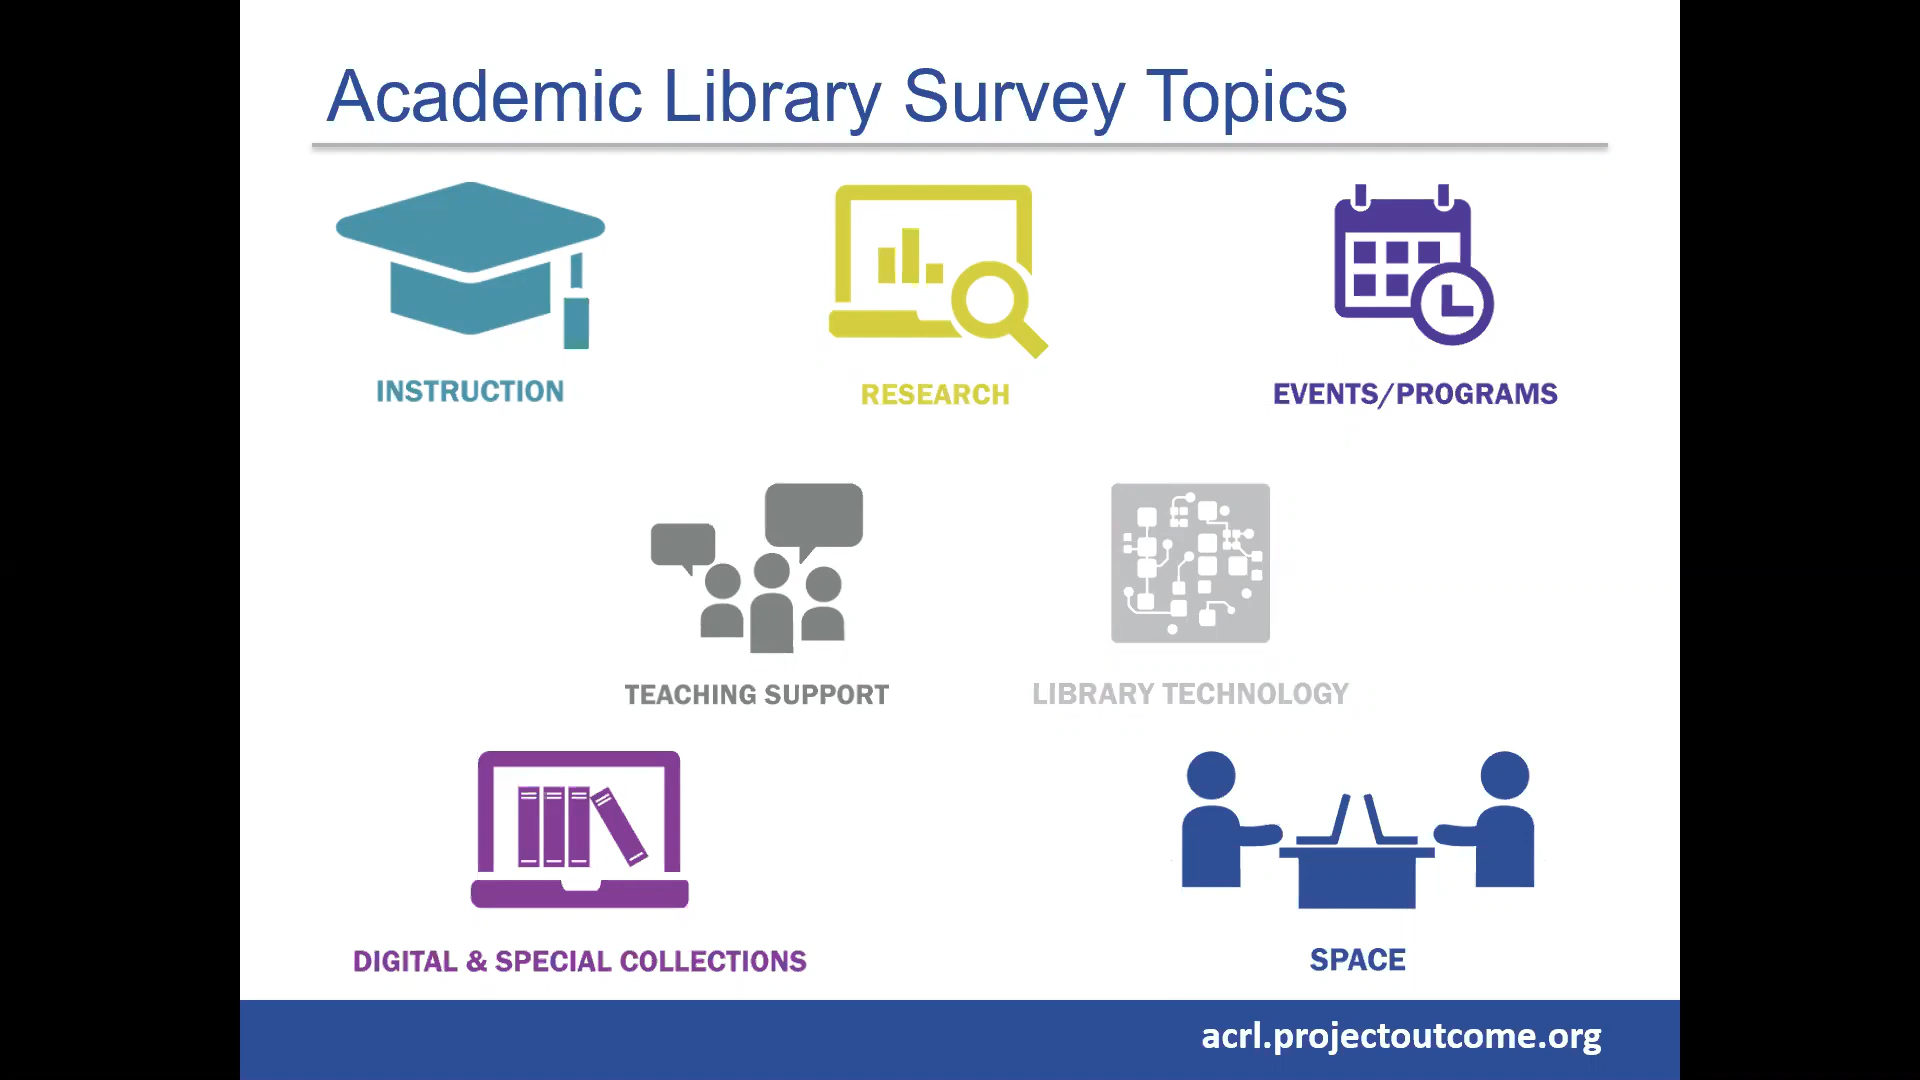 Academic Library Survey Topics
INSTRUCTION
RESEARCH
EVENTS/PROGRAMS
TEACHING SUPPORT
LIBRARY TECHNOLOGY
DIGITAL & SPECIAL COLLECTIONS
SPACE
acrl.projectoutcome.org